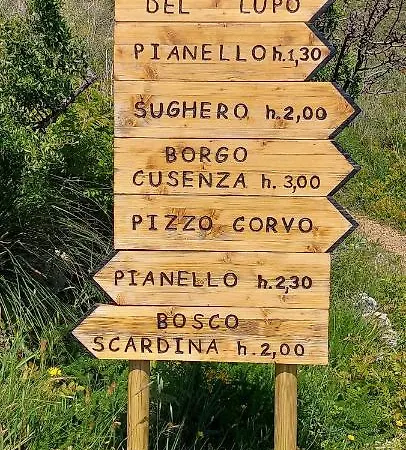 DEL LUPO
PIANELLO h.1,30
SUGHERO h.2,00
BORGO
CUSENZA h. 3,00
PIZZO CORVO
PIANELLO h.2,30
BOSCO
SCARDINA h.2,00